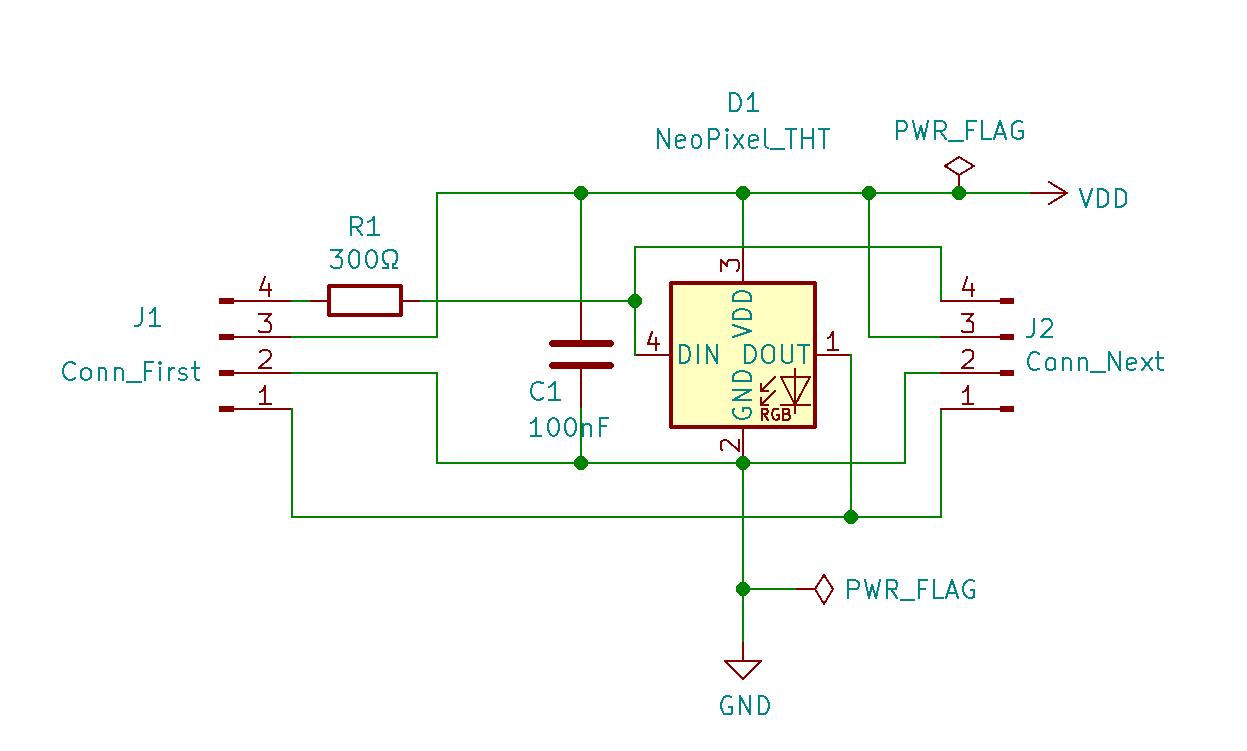 D1
NeoPixel_THT
PWR_FLAG
VDD
R1
300Ω
J1
Conn_First
4
3
2
1
C1
100nF
3
VDD
4
DIN
DOUT
1
GND
RGB
2
4
3
2
1
J2
Conn_Next
PWR_FLAG
GND